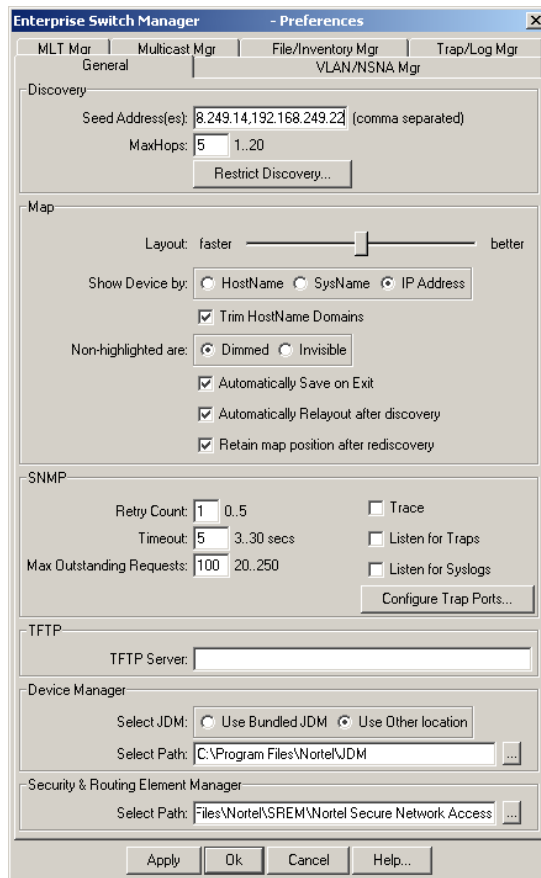 Enterprise Switch Manager - Preferences
MLT Mgr Multicast Mgr File/Inventory Mgr Trap/Log Mgr
General VLAN/NSNA Mgr
Discovery
Seed Address(es): 8.249.14,192.168.249.22 (comma separated)
MaxHops: 5 1..20
Restrict Discovery...
Map
Layout: faster better
Show Device by: HostName SysName IP Address
Trim HostName Domains
Non-highlighted are: Dimmed Invisible
Automatically Save on Exit
Automatically Relayout after discovery
Retain map position after rediscovery
SNMP
Retry Count: 1 0..5 Trace
Timeout: 5 3..30 secs Listen for Traps
Max Outstanding Requests: 100 20..250 Listen for Syslogs
Configure Trap Ports...
TFTP
TFTP Server:
Device Manager
Select JDM: Use Bundled JDM Use Other location
Select Path: C:\Program Files\Nortel\JDM ...
Security & Routing Element Manager
Select Path: Files\Nortel\SREM\Nortel Secure Network Access ...
Apply Ok Cancel Help...